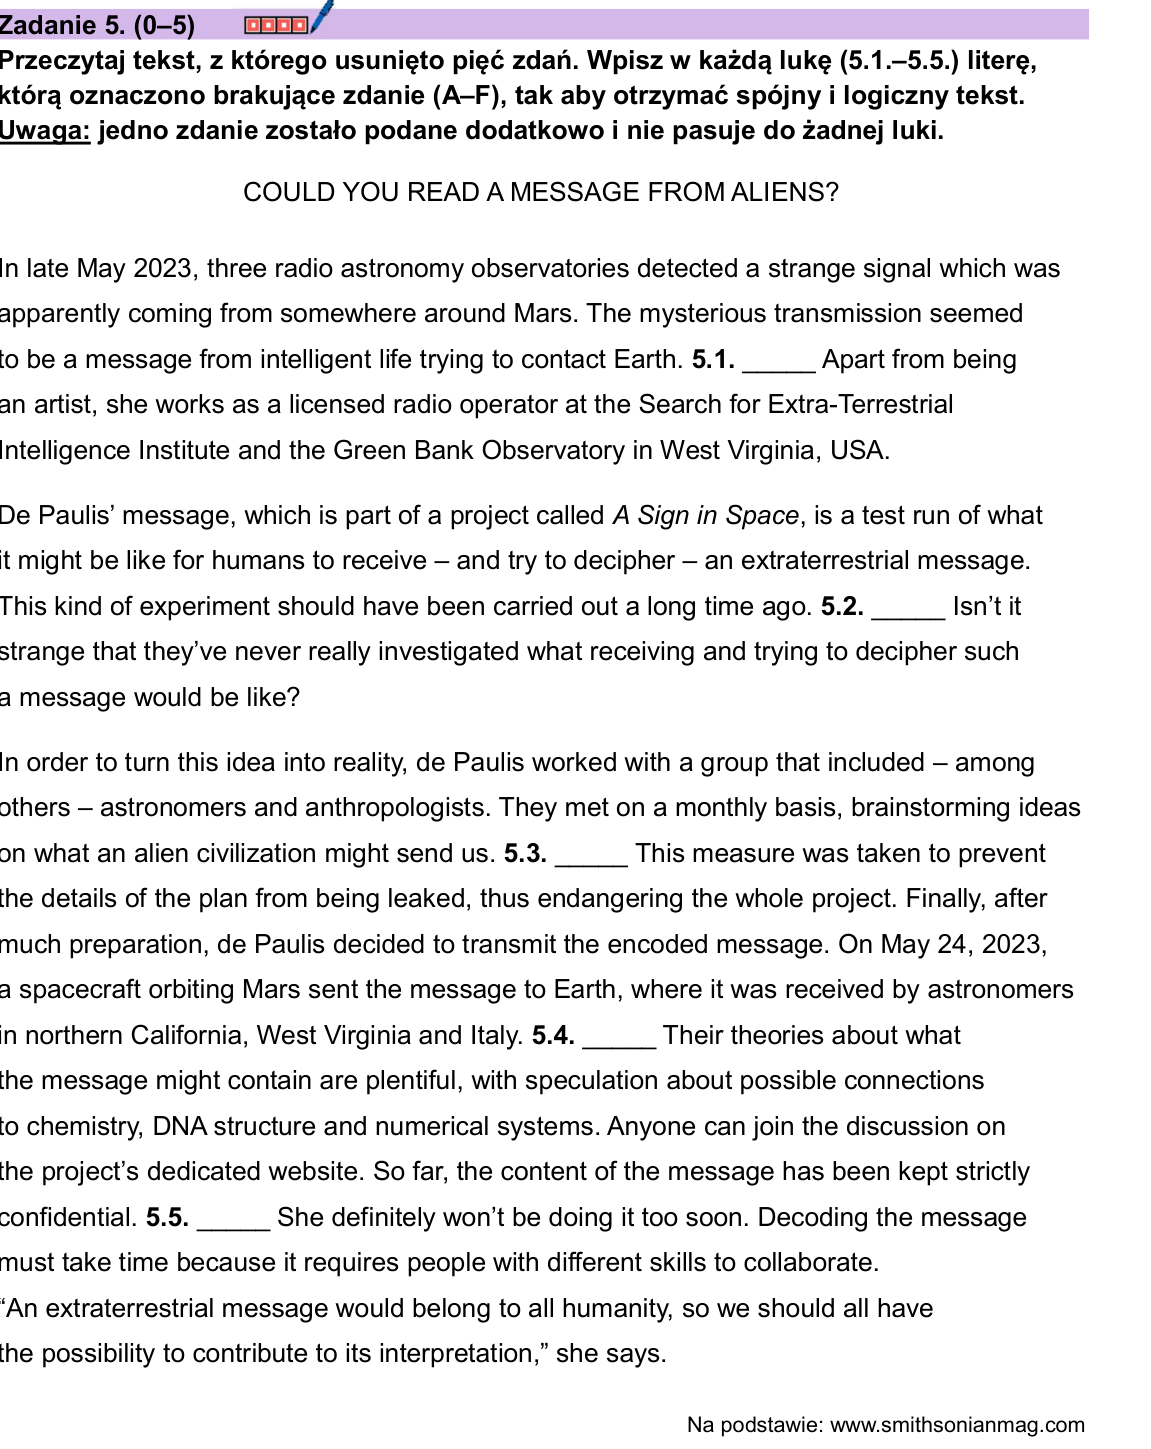 Zadanie 5. (0–5)
Przeczytaj tekst, z którego usunięto pięć zdań. Wpisz w każdą lukę (5.1.–5.5.) literę,
którą oznaczono brakujące zdanie (A–F), tak aby otrzymać spójny i logiczny tekst.
Uwaga: jedno zdanie zostało podane dodatkowo i nie pasuje do żadnej luki.
COULD YOU READ A MESSAGE FROM ALIENS?
In late May 2023, three radio astronomy observatories detected a strange signal which was
apparently coming from somewhere around Mars. The mysterious transmission seemed
to be a message from intelligent life trying to contact Earth. 5.1. _____ Apart from being
an artist, she works as a licensed radio operator at the Search for Extra-Terrestrial
Intelligence Institute and the Green Bank Observatory in West Virginia, USA.
De Paulis’ message, which is part of a project called A Sign in Space, is a test run of what
it might be like for humans to receive – and try to decipher – an extraterrestrial message.
This kind of experiment should have been carried out a long time ago. 5.2. _____ Isn’t it
strange that they’ve never really investigated what receiving and trying to decipher such
a message would be like?
In order to turn this idea into reality, de Paulis worked with a group that included – among
others – astronomers and anthropologists. They met on a monthly basis, brainstorming ideas
on what an alien civilization might send us. 5.3. _____ This measure was taken to prevent
the details of the plan from being leaked, thus endangering the whole project. Finally, after
much preparation, de Paulis decided to transmit the encoded message. On May 24, 2023,
a spacecraft orbiting Mars sent the message to Earth, where it was received by astronomers
in northern California, West Virginia and Italy. 5.4. _____ Their theories about what
the message might contain are plentiful, with speculation about possible connections
to chemistry, DNA structure and numerical systems. Anyone can join the discussion on
the project’s dedicated website. So far, the content of the message has been kept strictly
confidential. 5.5. _____ She definitely won’t be doing it too soon. Decoding the message
must take time because it requires people with different skills to collaborate.
“An extraterrestrial message would belong to all humanity, so we should all have
the possibility to contribute to its interpretation,” she says.
Na podstawie: www.smithsonianmag.com